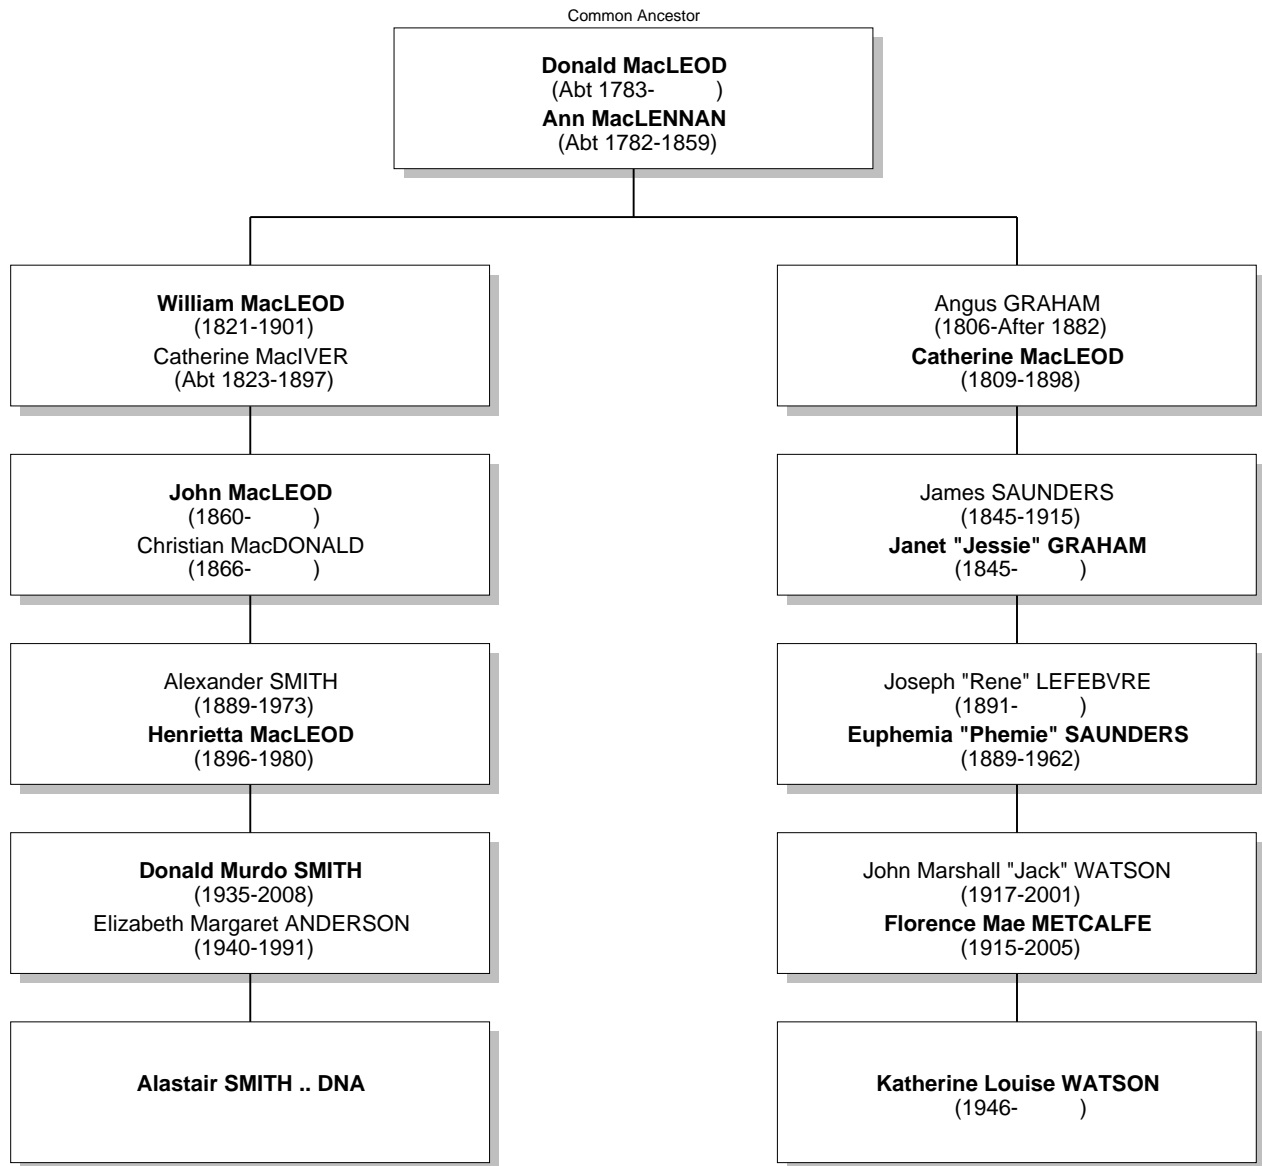 Common Ancestor
Donald MacLEOD
(Abt 1783- )
Ann MacLENNAN
(Abt 1782-1859)
William MacLEOD
(1821-1901)
Catherine MacIVER
(Abt 1823-1897)
Angus GRAHAM
(1806-After 1882)
Catherine MacLEOD
(1809-1898)
John MacLEOD
(1860- )
Christian MacDONALD
(1866- )
James SAUNDERS
(1845-1915)
Janet "Jessie" GRAHAM
(1845- )
Alexander SMITH
(1889-1973)
Henrietta MacLEOD
(1896-1980)
Joseph "Rene" LEFEBVRE
(1891- )
Euphemia "Phemie" SAUNDERS
(1889-1962)
Donald Murdo SMITH
(1935-2008)
Elizabeth Margaret ANDERSON
(1940-1991)
John Marshall "Jack" WATSON
(1917-2001)
Florence Mae METCALFE
(1915-2005)
Alastair SMITH .. DNA
Katherine Louise WATSON
(1946- )